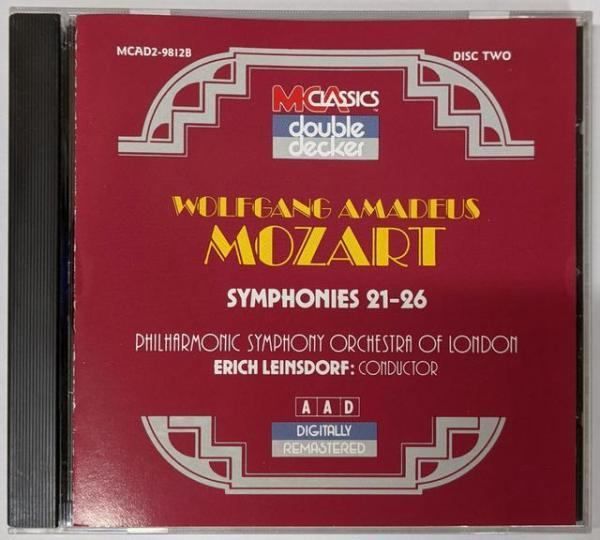 MCAD2-9812B
DISC TWO
MCA CLASSICS™
double
decker
WOLFGANG AMADEUS
MOZART
SYMPHONIES 21-26
PHILHARMONIC SYMPHONY ORCHESTRA OF LONDON
ERICH LEINSDORF: CONDUCTOR
A A D
DIGITALLY
REMASTERED